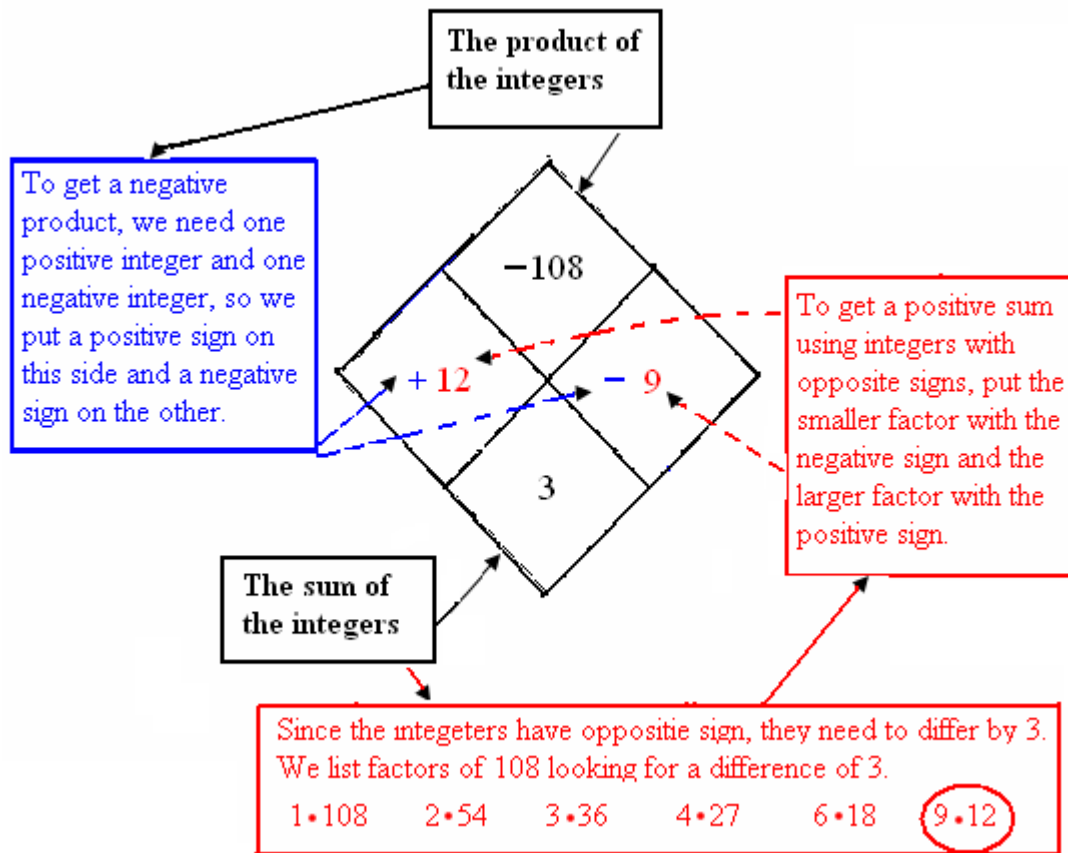 The product of
the integers
To get a negative
product, we need one
positive integer and one
negative integer, so we
put a positive sign on
this side and a negative
sign on the other.
−108
+ 12
− 9
3
To get a positive sum
using integers with
opposite signs, put the
smaller factor with the
negative sign and the
larger factor with the
positive sign.
The sum of
the integers
Since the integeters have oppositie sign, they need to differ by 3.
We list factors of 108 looking for a difference of 3.
1•108 2•54 3•36 4•27 6•18 9•12